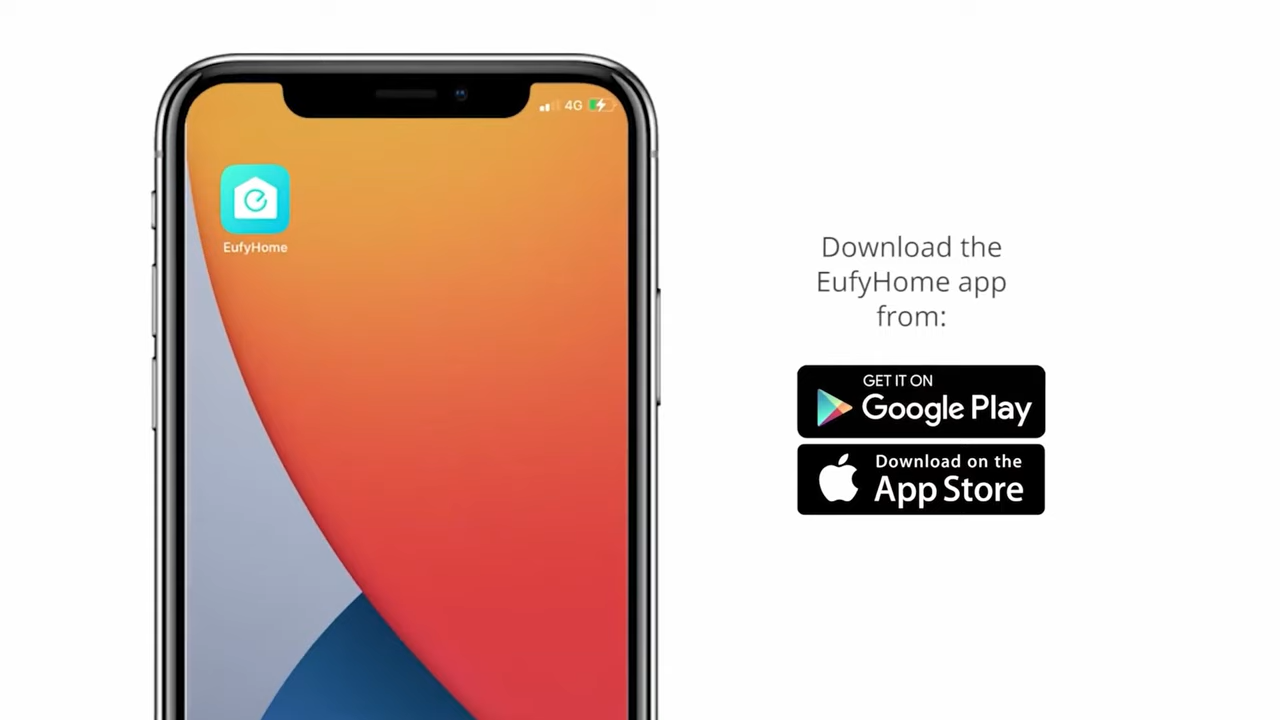 4G
EufyHome
Download the
EufyHome app
from:
GET IT ON
Google Play
Download on the
App Store